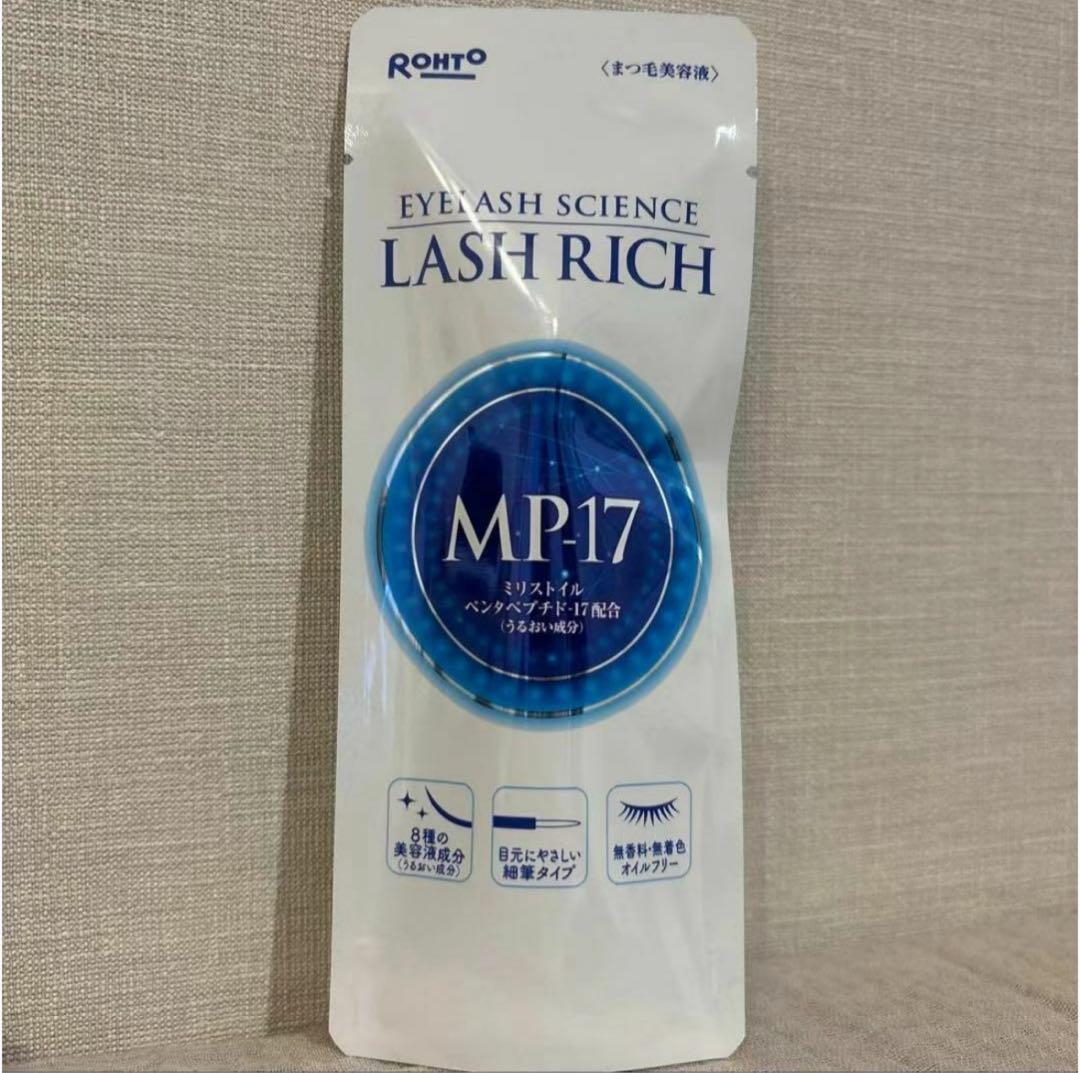 ROHTO
〈まつ毛美容液〉
EYELASH SCIENCE
LASH RICH
MP-17
ミリストイル
ペンタペプチド-17配合
(うるおい成分)
8種の
美容液成分
(うるおい成分)
目元にやさしい
細筆タイプ
無香料・無着色
オイルフリー